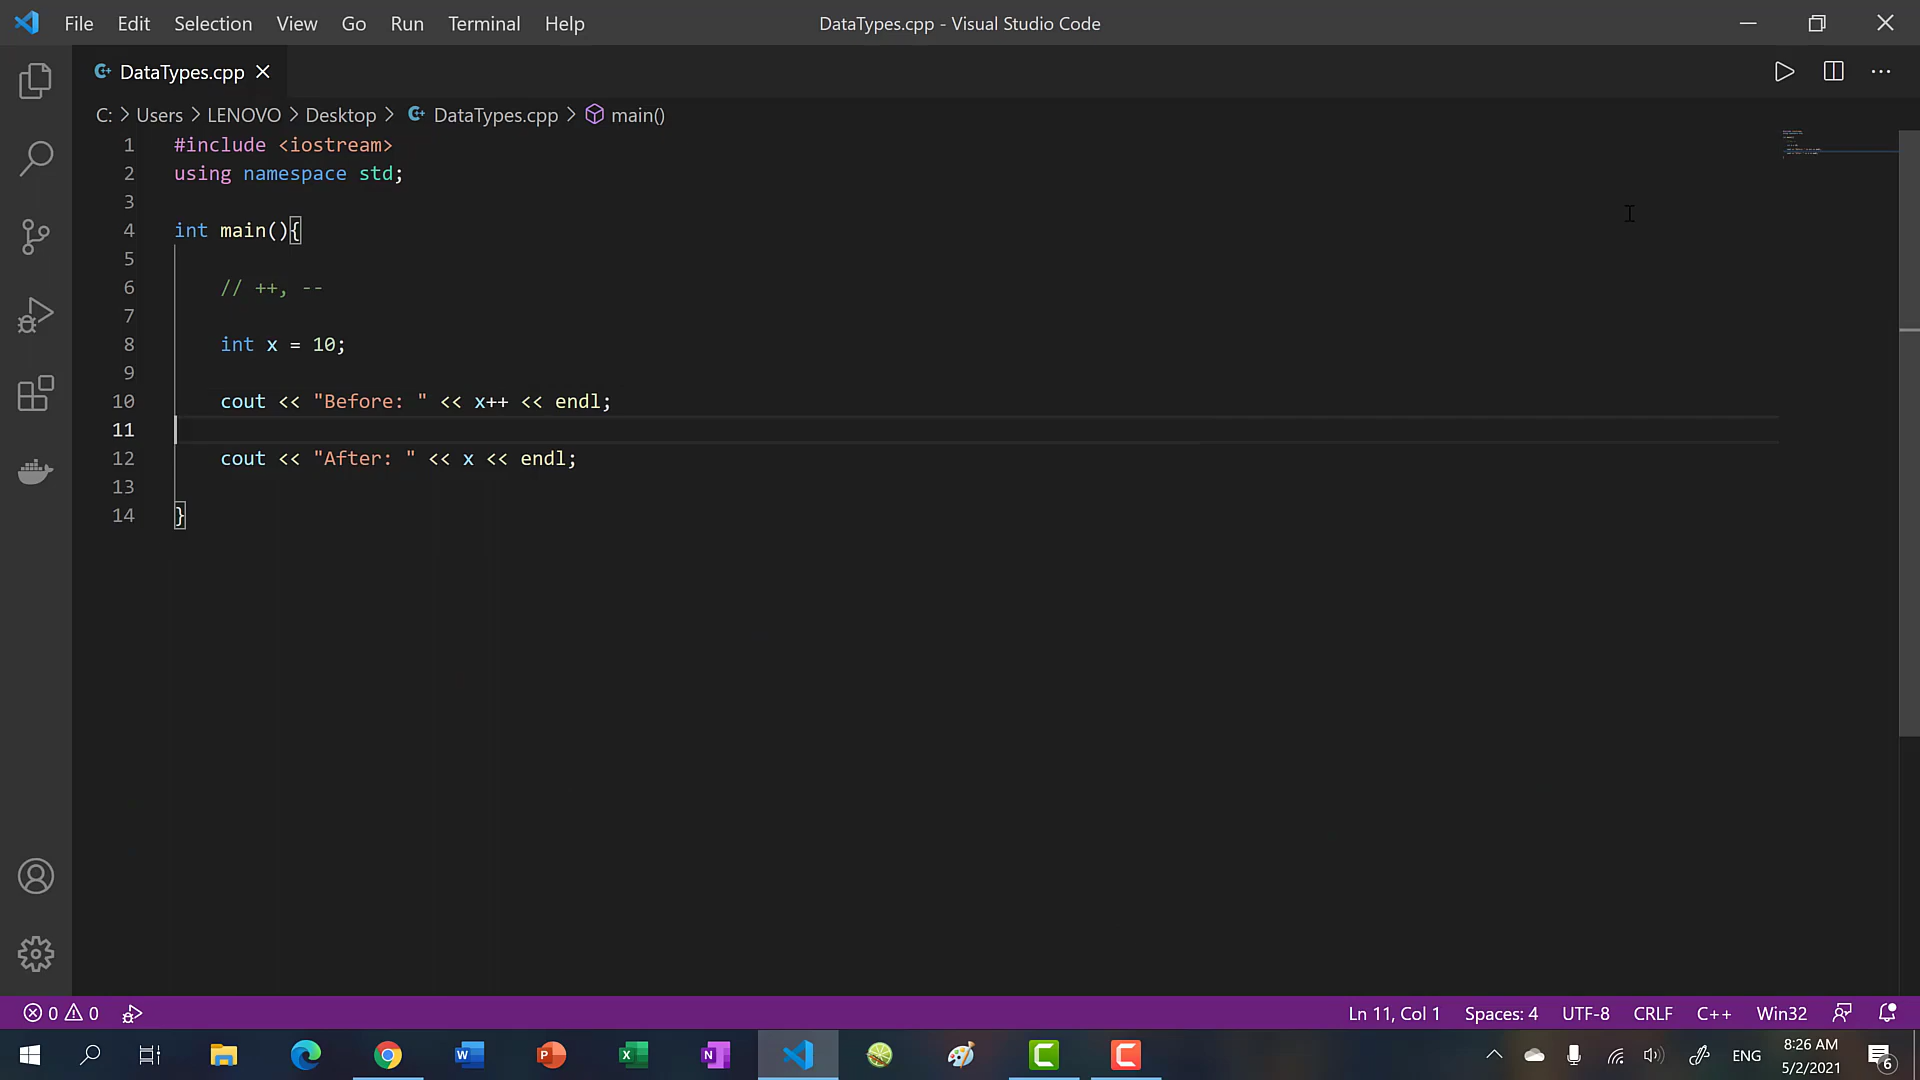 File Edit Selection View Go Run Terminal Help
DataTypes.cpp - Visual Studio Code
DataTypes.cpp
C: > Users > LENOVO > Desktop > DataTypes.cpp > main()
1 #include <iostream>
2 using namespace std;
3
4 int main(){
5
6 // ++, --
7
8 int x = 10;
9
10 cout << "Before: " << x++ << endl;
11
12 cout << "After: " << x << endl;
13
14 }
0 0
Ln 11, Col 1 Spaces: 4 UTF-8 CRLF C++ Win32
ENG
8:26 AM
5/2/2021
6